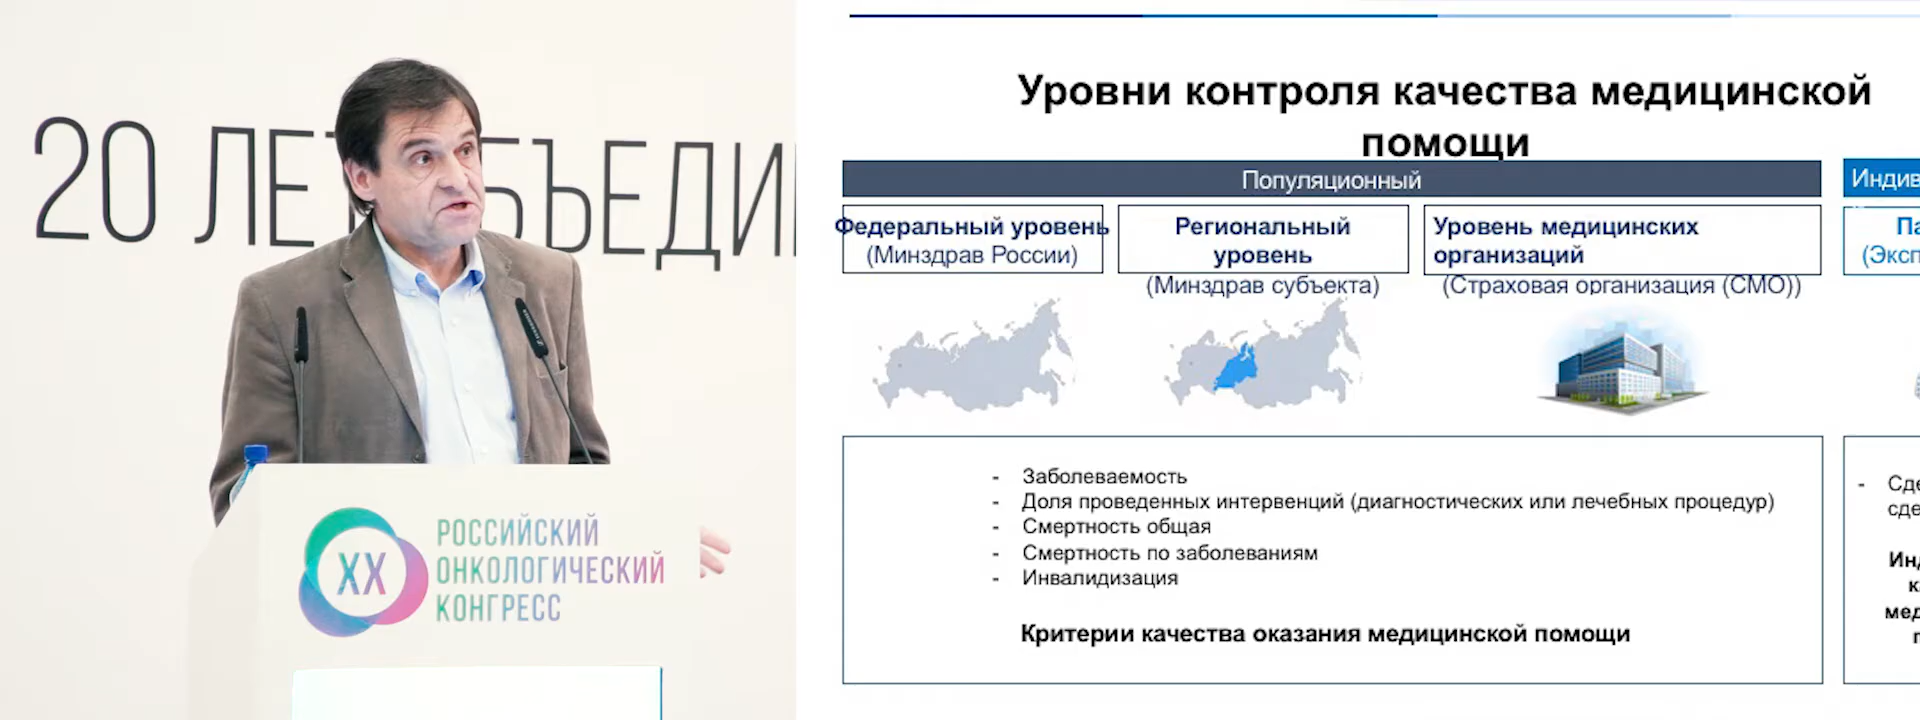 20 ЛЕТ ОБЪЕДИ
РОССИЙСКИЙ
ОНКОЛОГИЧЕСКИЙ
КОНГРЕСС
XX
Уровни контроля качества медицинской
помощи
Популяционный
Федеральный уровень
(Минздрав России)
Региональный
уровень
(Минздрав субъекта)
Уровень медицинских
организаций
(Страховая организация (СМО))
- Заболеваемость
- Доля проведенных интервенций (диагностических или лечебных процедур)
- Смертность общая
- Смертность по заболеваниям
- Инвалидизация
Критерии качества оказания медицинской помощи
Индив
Па
(Эксп
- Сде
сде
Инд
к
мед
п